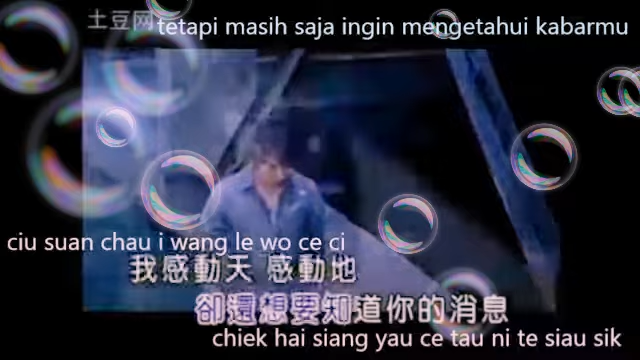 土豆网
tetapi masih saja ingin mengetahui kabarmu
ciu suan chau i wang le wo ce ci
我感動天 感動地
卻還想要知道你的消息
chiek hai siang yau ce tau ni te siau sik